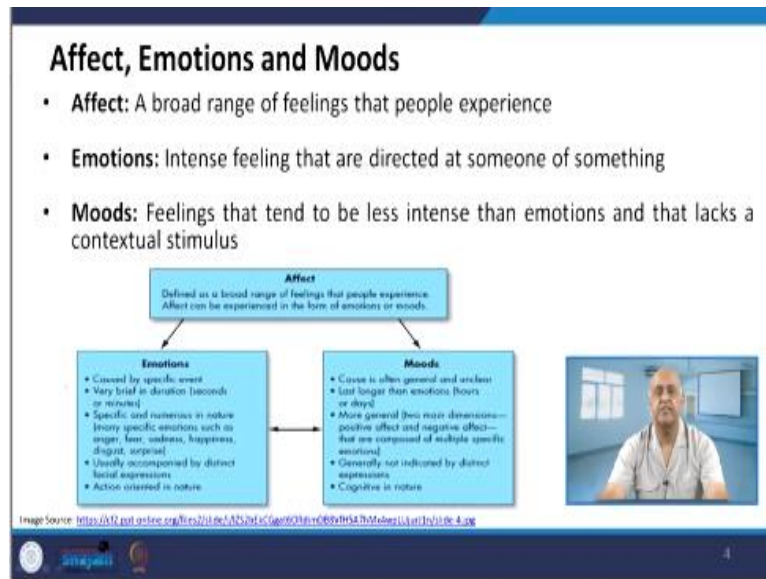 Affect, Emotions and Moods
• Affect: A broad range of feelings that people experience
• Emotions: Intense feeling that are directed at someone of something
• Moods: Feelings that tend to be less intense than emotions and that lacks a
contextual stimulus
Affect
Defined as a broad range of feelings that people experience.
Affect can be experienced in the form of emotions or moods.
Emotions
• Caused by specific event
• Very brief in duration (seconds
or minutes)
• Specific and numerous in nature
(many specific emotions such as
anger, fear, sadness, happiness,
disgust, surprise)
• Usually accompanied by distinct
facial expressions
• Action oriented in nature
Moods
• Cause is often general and unclear
• Last longer than emotions (hours
or days)
• More general (two main dimensions—
positive affect and negative affect—
that are composed of multiple specific
emotions)
• Generally not indicated by distinct
expressions
• Cognitive in nature
Image Source:
4